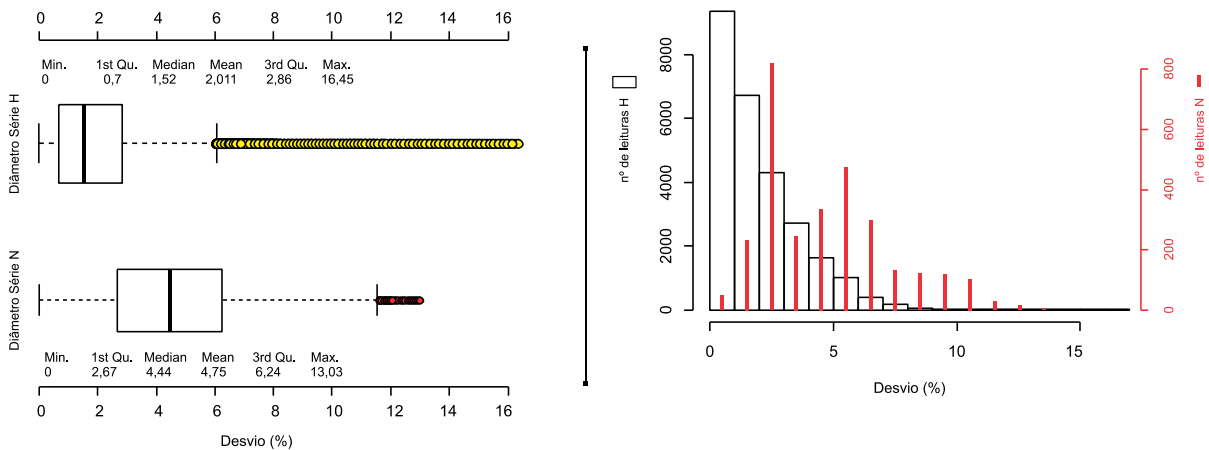 0 2 4 6 8 10 12 14 16
Min. 1st Qu. Median Mean 3rd Qu. Max.
0 0,7 1,52 2,011 2,86 16,45
Diâmetro Série H
Diâmetro Série N
Min. 1st Qu. Median Mean 3rd Qu. Max.
0 2,67 4,44 4,75 6,24 13,03
0 2 4 6 8 10 12 14 16
Desvio (%)
nº de leituras H
0 2000 4000 6000 8000
0 5 10 15
Desvio (%)
0 200 400 600 800
nº de leituras N